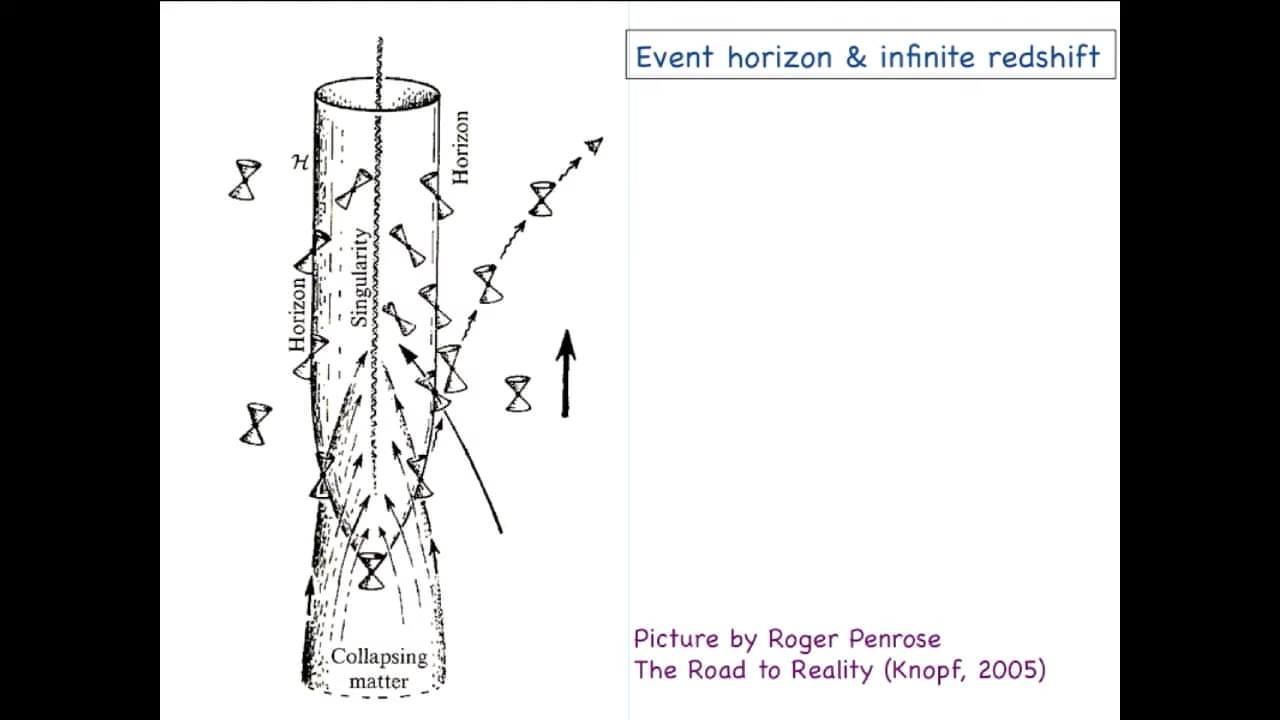 Event horizon & infinite redshift
ℋ
Horizon
Singularity
Horizon
Collapsing
matter
Picture by Roger Penrose
The Road to Reality (Knopf, 2005)